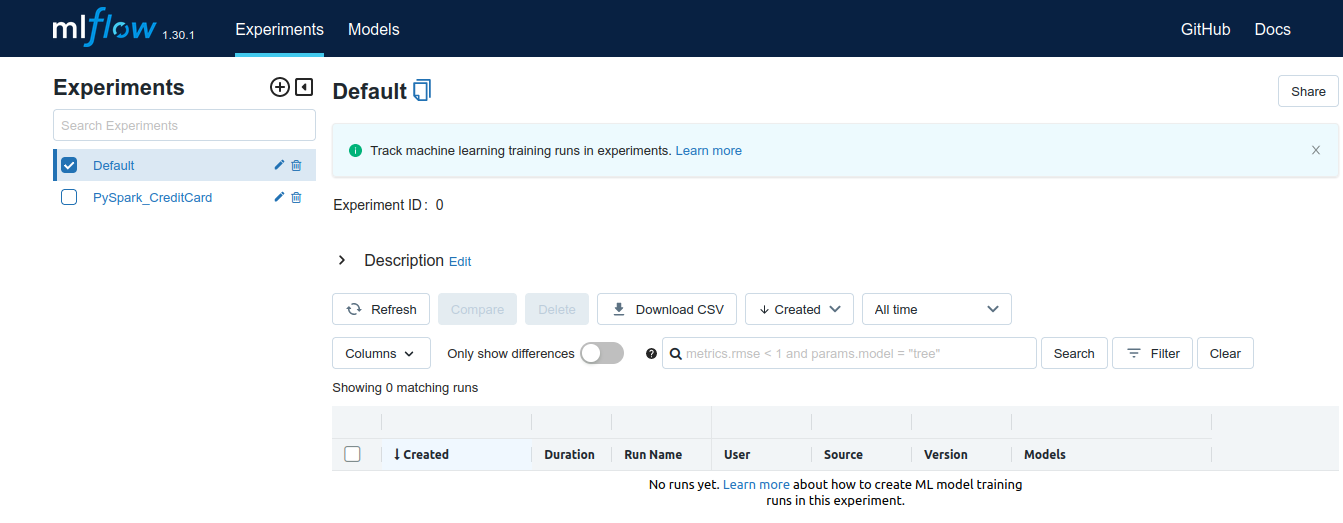 mlflow 1.30.1 Experiments Models GitHub Docs
Experiments
Search Experiments
Default
PySpark_CreditCard
Default
Share
Track machine learning training runs in experiments. Learn more
Experiment ID: 0
Description Edit
Refresh Compare Delete Download CSV ↓ Created All time
Columns Only show differences ? metrics.rmse < 1 and params.model = "tree" Search Filter Clear
Showing 0 matching runs
↓ Created Duration Run Name User Source Version Models
No runs yet. Learn more about how to create ML model training
runs in this experiment.